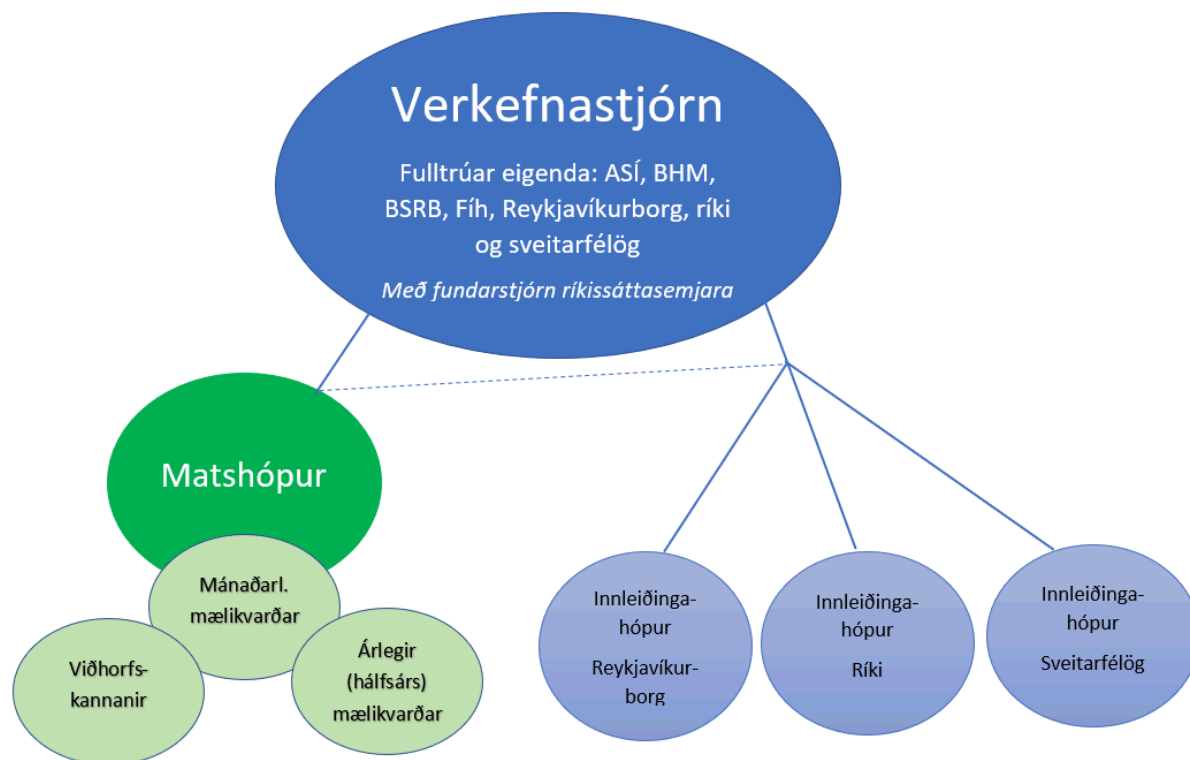 Verkefnastjórn
Fulltrúar eigenda: ASÍ, BHM,
BSRB, Fíh, Reykjavíkurborg, ríki
og sveitarfélög
Með fundarstjórn ríkissáttasemjara
Matshópur
Mánaðarl.
mælikvarðar
Viðhorfs-
kannanir
Árlegir
(hálfsárs)
mælikvarðar
Innleiðinga-
hópur
Reykjavíkur-
borg
Innleiðinga-
hópur
Ríki
Innleiðinga-
hópur
Sveitarfélög